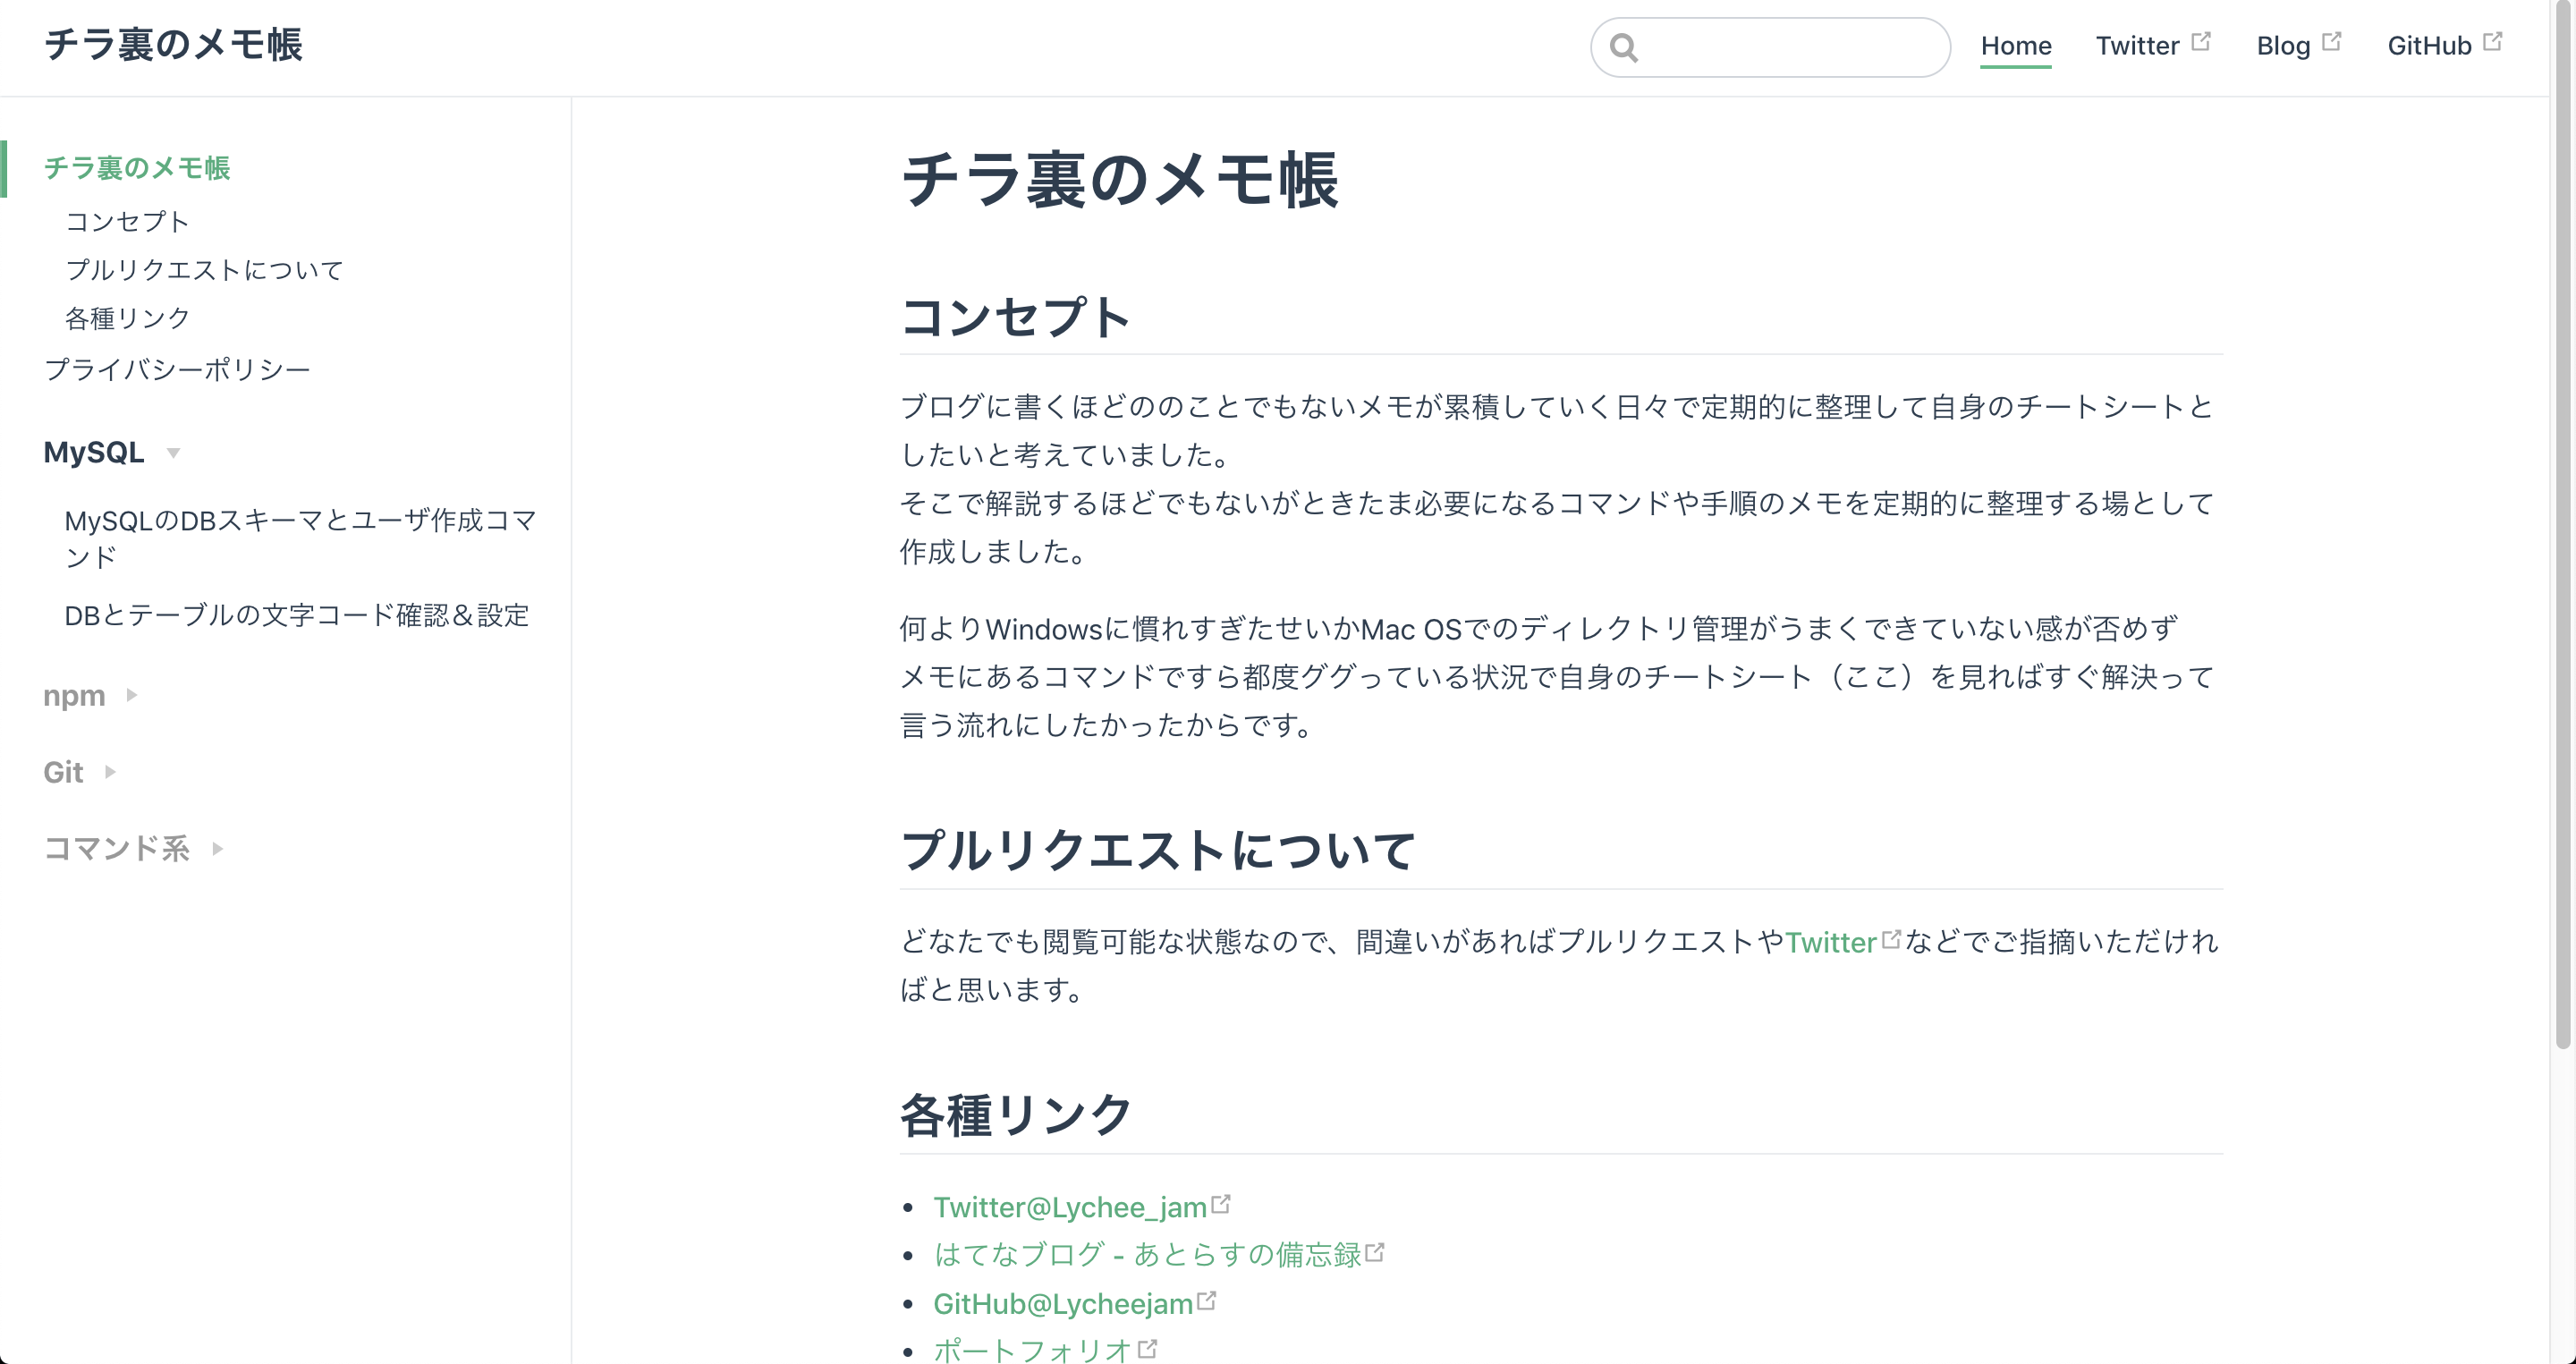 チラ裏のメモ帳
Home Twitter Blog GitHub
チラ裏のメモ帳
コンセプト
プルリクエストについて
各種リンク
プライバシーポリシー
MySQL
MySQLのDBスキーマとユーザ作成コマ
ンド
DBとテーブルの文字コード確認＆設定
npm
Git
コマンド系
チラ裏のメモ帳
コンセプト
ブログに書くほどののことでもないメモが累積していく日々で定期的に整理して自身のチートシートと
したいと考えていました。
そこで解説するほどでもないがときたま必要になるコマンドや手順のメモを定期的に整理する場として
作成しました。
何よりWindowsに慣れすぎたせいかMac OSでのディレクトリ管理がうまくできていない感が否めず
メモにあるコマンドですら都度ググっている状況で自身のチートシート（ここ）を見ればすぐ解決って
言う流れにしたかったからです。
プルリクエストについて
どなたでも閲覧可能な状態なので、間違いがあればプルリクエストやTwitterなどでご指摘いただけれ
ばと思います。
各種リンク
Twitter@Lychee_jam
はてなブログ - あとらすの備忘録
GitHub@Lycheejam
ポートフォリオ